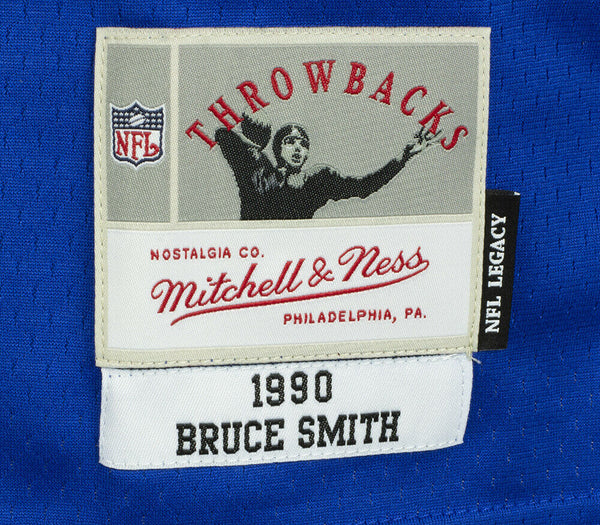 THROWBACKS
NFL
NOSTALGIA CO.
Mitchell & Ness
PHILADELPHIA, PA.
NFL LEGACY
1990
BRUCE SMITH